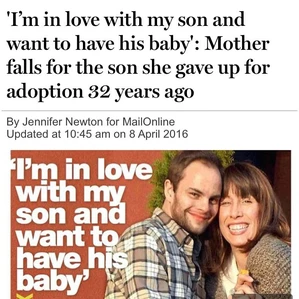 'I'm in love with my son and
want to have his baby': Mother
falls for the son she gave up for
adoption 32 years ago
By Jennifer Newton for MailOnline
Updated at 10:45 am on 8 April 2016
'I'm in love
with my
son and
want to
have his
baby'